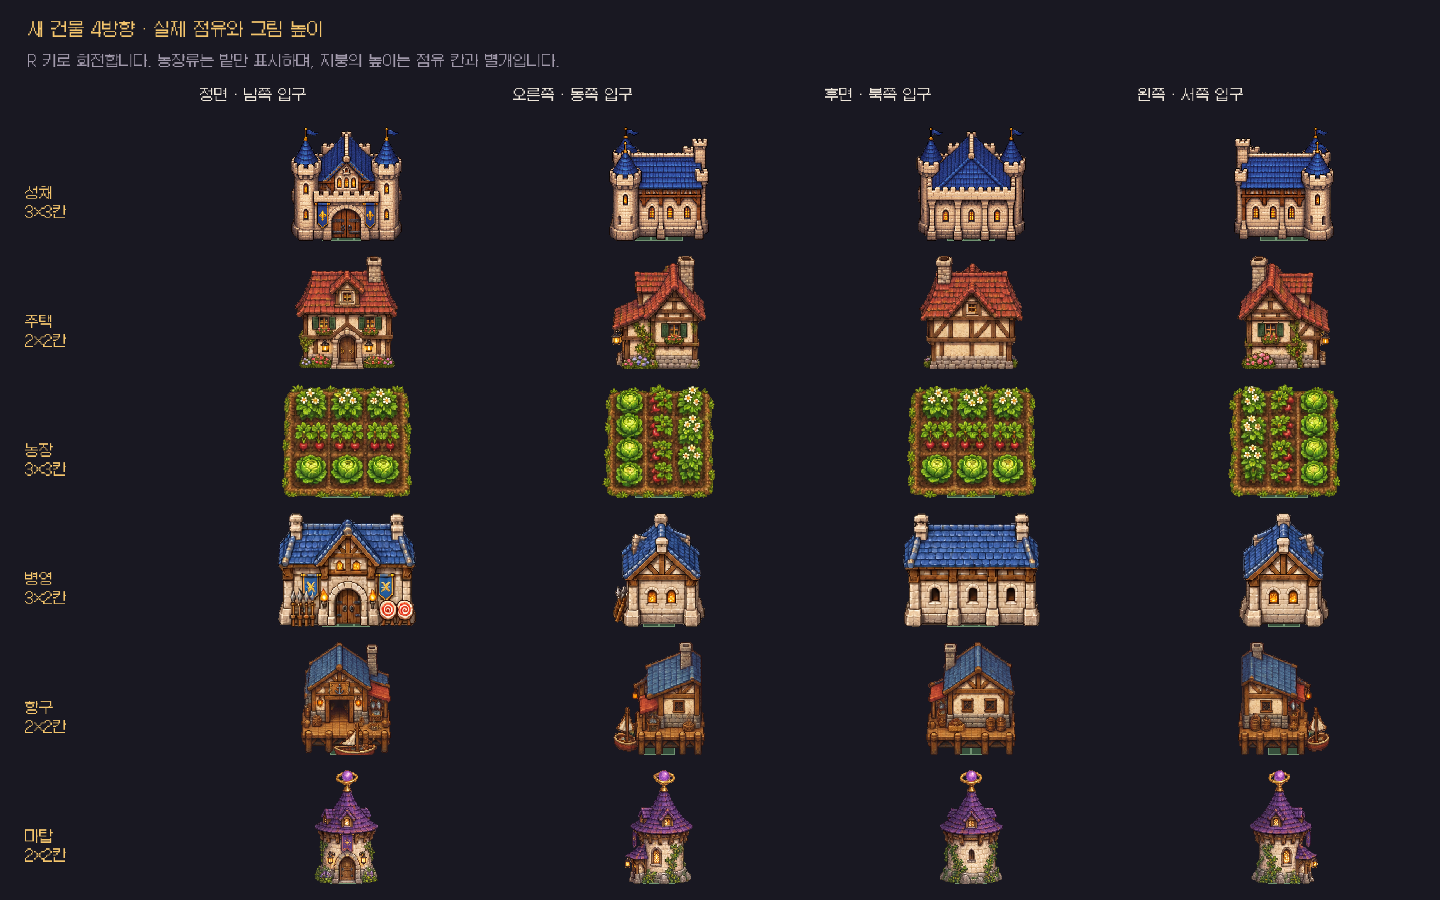 새 건물 4방향 · 실제 점유와 그림 높이
R 키로 회전합니다. 농장류는 밭만 표시하며, 지붕의 높이는 점유 칸과 별개입니다.
정면 · 남쪽 입구
오른쪽 · 동쪽 입구
후면 · 북쪽 입구
왼쪽 · 서쪽 입구
성채
3×3칸
주택
2×2칸
농장
3×3칸
병영
3×2칸
항구
2×2칸
마탑
2×2칸